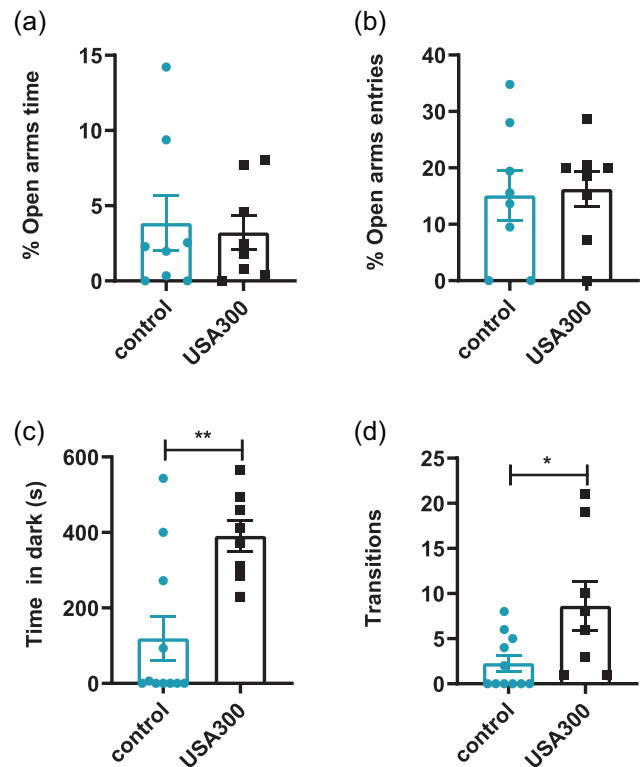 (a)
% Open arms time
15
10
5
0
control
USA300
(b)
% Open arms entries
40
30
20
10
0
control
USA300
(c)
Time in dark (s)
600
400
200
0
**
control
USA300
(d)
Transitions
25
20
15
10
5
0
*
control
USA300